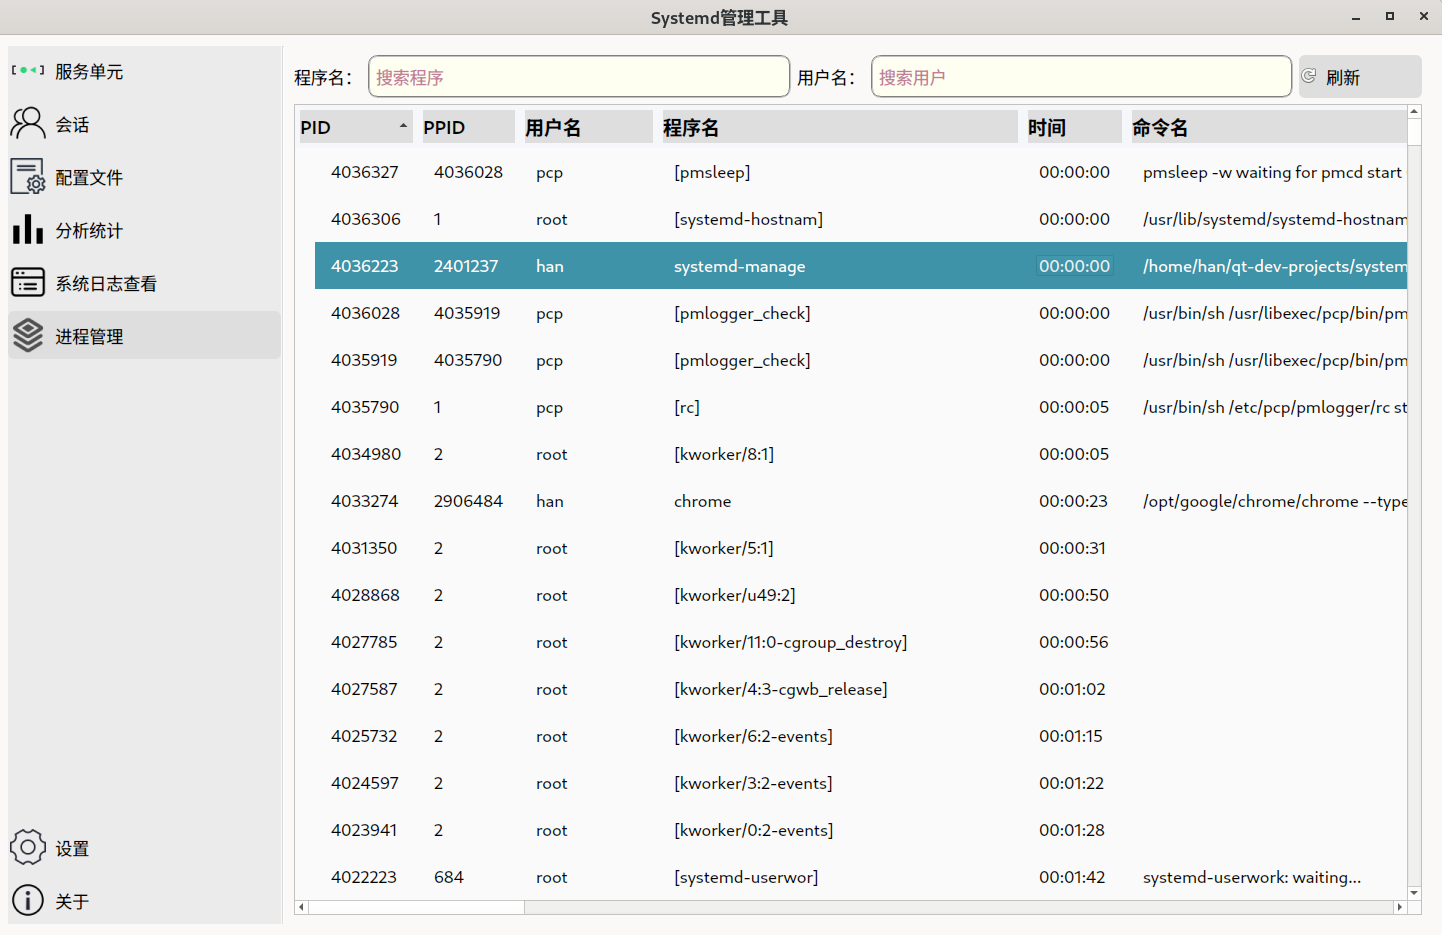 Systemd管理工具
服务单元
会话
配置文件
分析统计
系统日志查看
进程管理
设置
关于
程序名： 搜索程序 用户名： 搜索用户 刷新
PID PPID 用户名 程序名 时间 命令名
4036327 4036028 pcp [pmsleep] 00:00:00 pmsleep -w waiting for pmcd start
4036306 1 root [systemd-hostnam] 00:00:00 /usr/lib/systemd/systemd-hostnam
4036223 2401237 han systemd-manage 00:00:00 /home/han/qt-dev-projects/system
4036028 4035919 pcp [pmlogger_check] 00:00:00 /usr/bin/sh /usr/libexec/pcp/bin/pm
4035919 4035790 pcp [pmlogger_check] 00:00:00 /usr/bin/sh /usr/libexec/pcp/bin/pm
4035790 1 pcp [rc] 00:00:05 /usr/bin/sh /etc/pcp/pmlogger/rc st
4034980 2 root [kworker/8:1] 00:00:05
4033274 2906484 han chrome 00:00:23 /opt/google/chrome/chrome --type
4031350 2 root [kworker/5:1] 00:00:31
4028868 2 root [kworker/u49:2] 00:00:50
4027785 2 root [kworker/11:0-cgroup_destroy] 00:00:56
4027587 2 root [kworker/4:3-cgwb_release] 00:01:02
4025732 2 root [kworker/6:2-events] 00:01:15
4024597 2 root [kworker/3:2-events] 00:01:22
4023941 2 root [kworker/0:2-events] 00:01:28
4022223 684 root [systemd-userwor] 00:01:42 systemd-userwork: waiting...